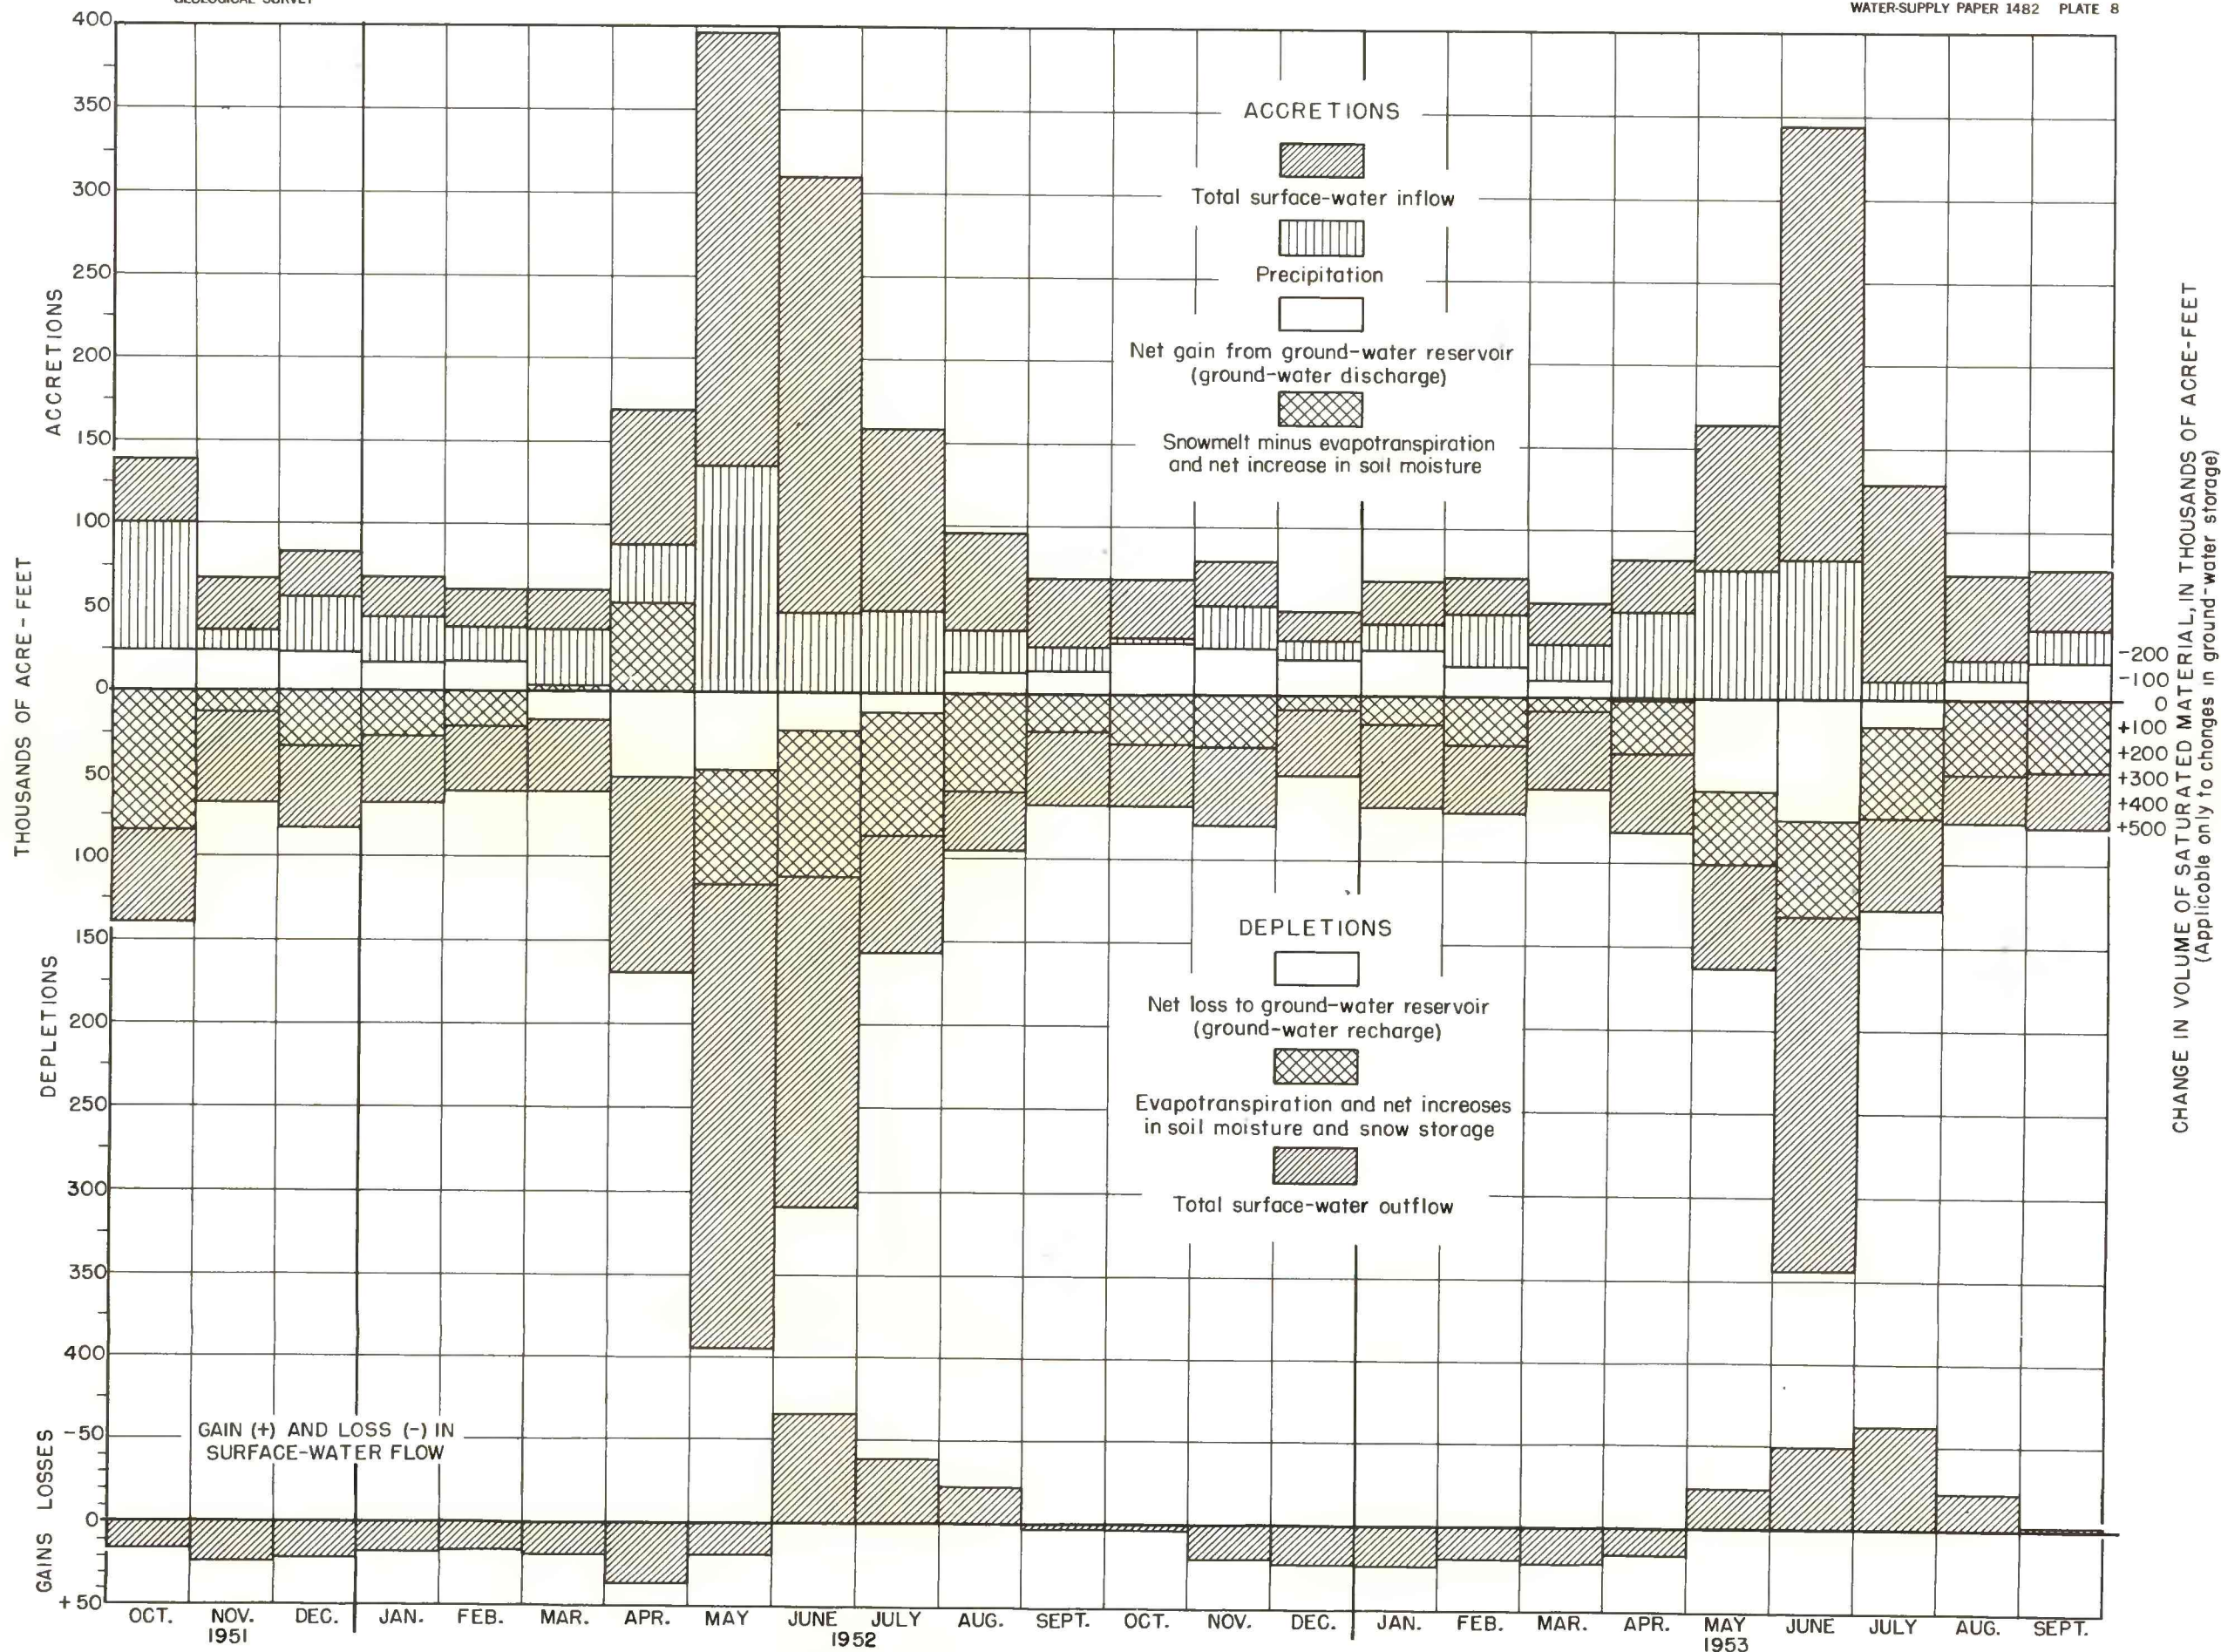 GEOLOGICAL SURVEY
WATER-SUPPLY PAPER 1482 PLATE 8
THOUSANDS OF ACRE-FEET
ACCRETIONS
400
350
300
250
200
150
100
50
0
DEPLETIONS
50
100
150
200
250
300
350
400
LOSSES
-50
0
GAINS
+50
ACCRETIONS
Total surface-water inflow
Precipitation
Net gain from ground-water reservoir
(ground-water discharge)
Snowmelt minus evapotranspiration
and net increase in soil moisture
DEPLETIONS
Net loss to ground-water reservoir
(ground-water recharge)
Evapotranspiration and net increoses
in soil moisture and snow storage
Total surface-water outflow
GAIN (+) AND LOSS (-) IN
SURFACE-WATER FLOW
-200
-100
0
+100
+200
+300
+400
+500
CHANGE IN VOLUME OF SATURATED MATERIAL, IN THOUSANDS OF ACRE-FEET
(Applicable only to changes in ground-water storage)
OCT. NOV. DEC. JAN. FEB. MAR. APR. MAY JUNE JULY AUG. SEPT. OCT. NOV. DEC. JAN. FEB. MAR. APR. MAY JUNE JULY AUG. SEPT.
1951 1952 1953